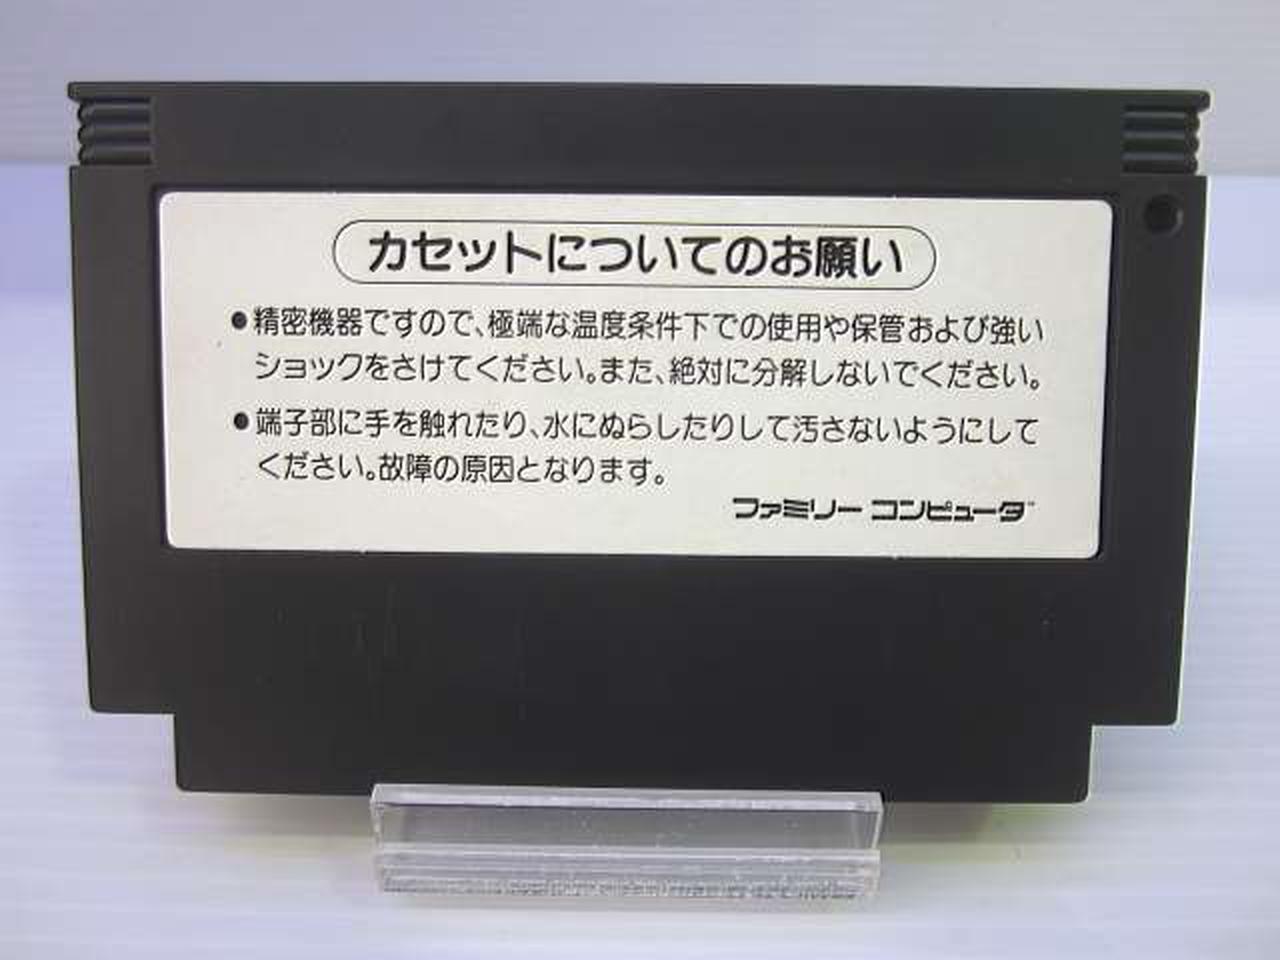 カセットについてのお願い
●精密機器ですので、極端な温度条件下での使用や保管および強い
ショックをさけてください。また、絶対に分解しないでください。
●端子部に手を触れたり、水にぬらしたりして汚さないようにして
ください。故障の原因となります。
ファミリー コンピュータ™